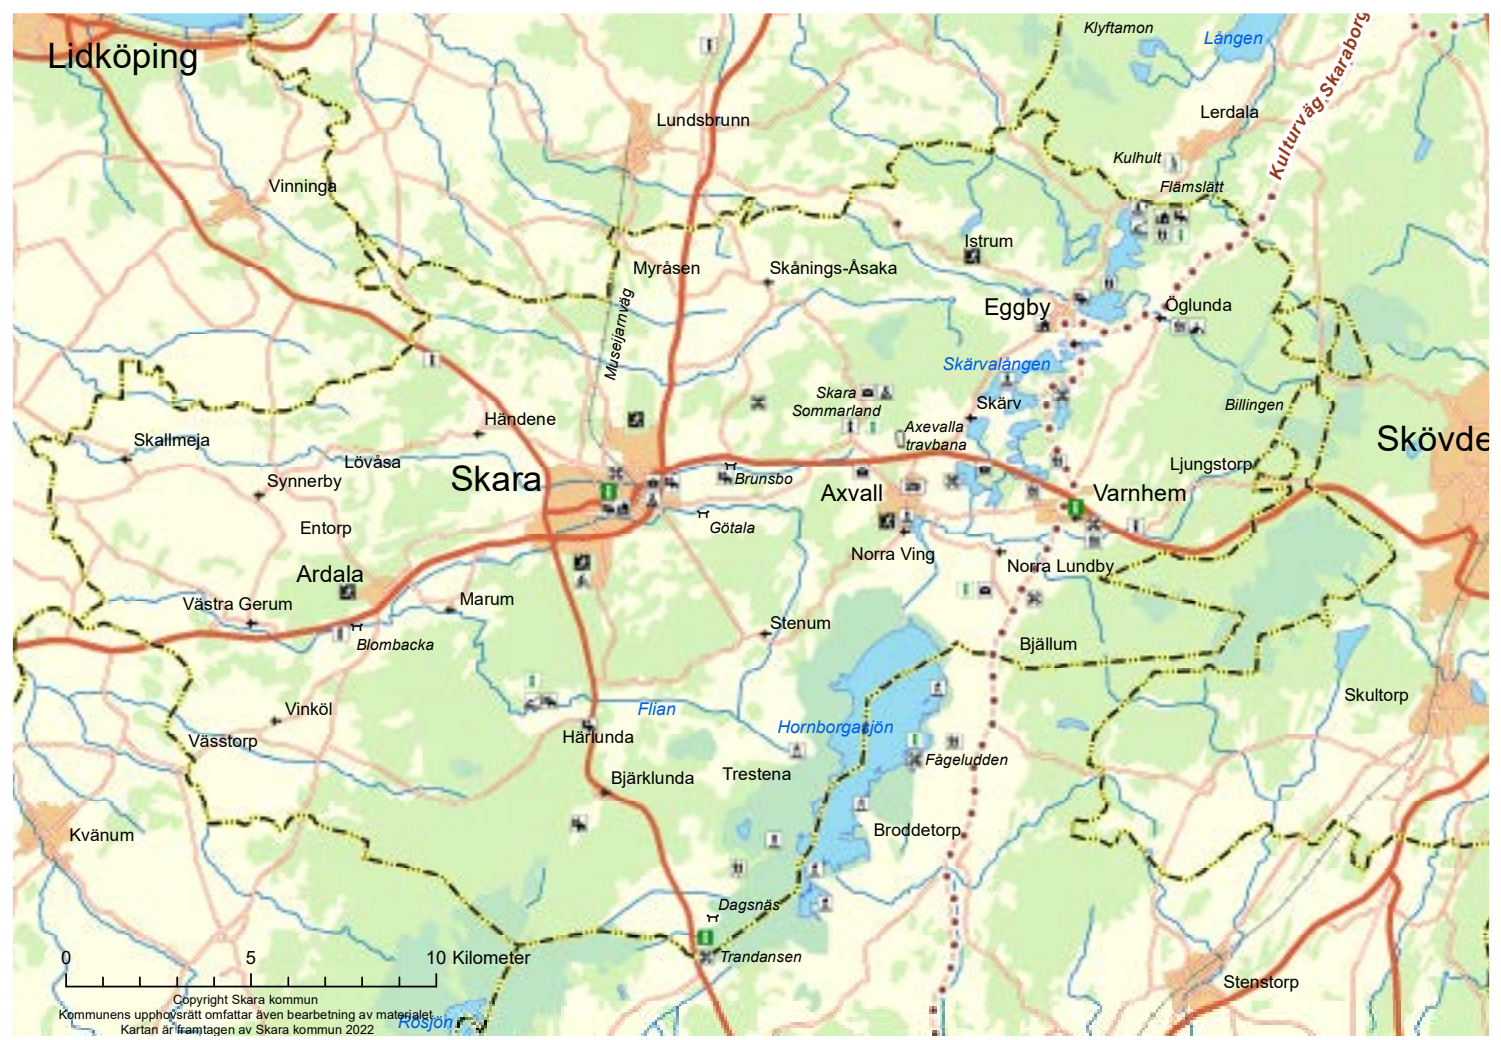 Klyftamon
Lången
Lidköping
Kulturväg Skaraborg
Lerdala
Lundsbrunn
Kulhult
Flämslätt
Vinninga
Istrum
Myråsen
Skånings-Åsaka
Museijarnväg
Eggby
Öglunda
Skärvalången
Skara
Sommarland
Skärv
Billingen
Händene
Axevalla
travbana
Skövde
Skallmeja
Lövåsa
Ljungstorp
Synnerby
Skara
Brunsbo
Axvall
Varnhem
Entorp
Götala
Norra Ving
Norra Lundby
Ardala
Västra Gerum
Marum
Stenum
Blombacka
Bjällum
Skultorp
Vinköl
Flian
Hornborgasjön
Vässtorp
Härlunda
Fågeludden
Bjärklunda
Trestena
Kvänum
Broddetorp
Dagsnäs
Trandansen
0 5 10 Kilometer
Stenstorp
Copyright Skara kommun
Kommunens upphovsrätt omfattar även bearbetning av materialet
Rösjön
Kartan är framtagen av Skara kommun 2022